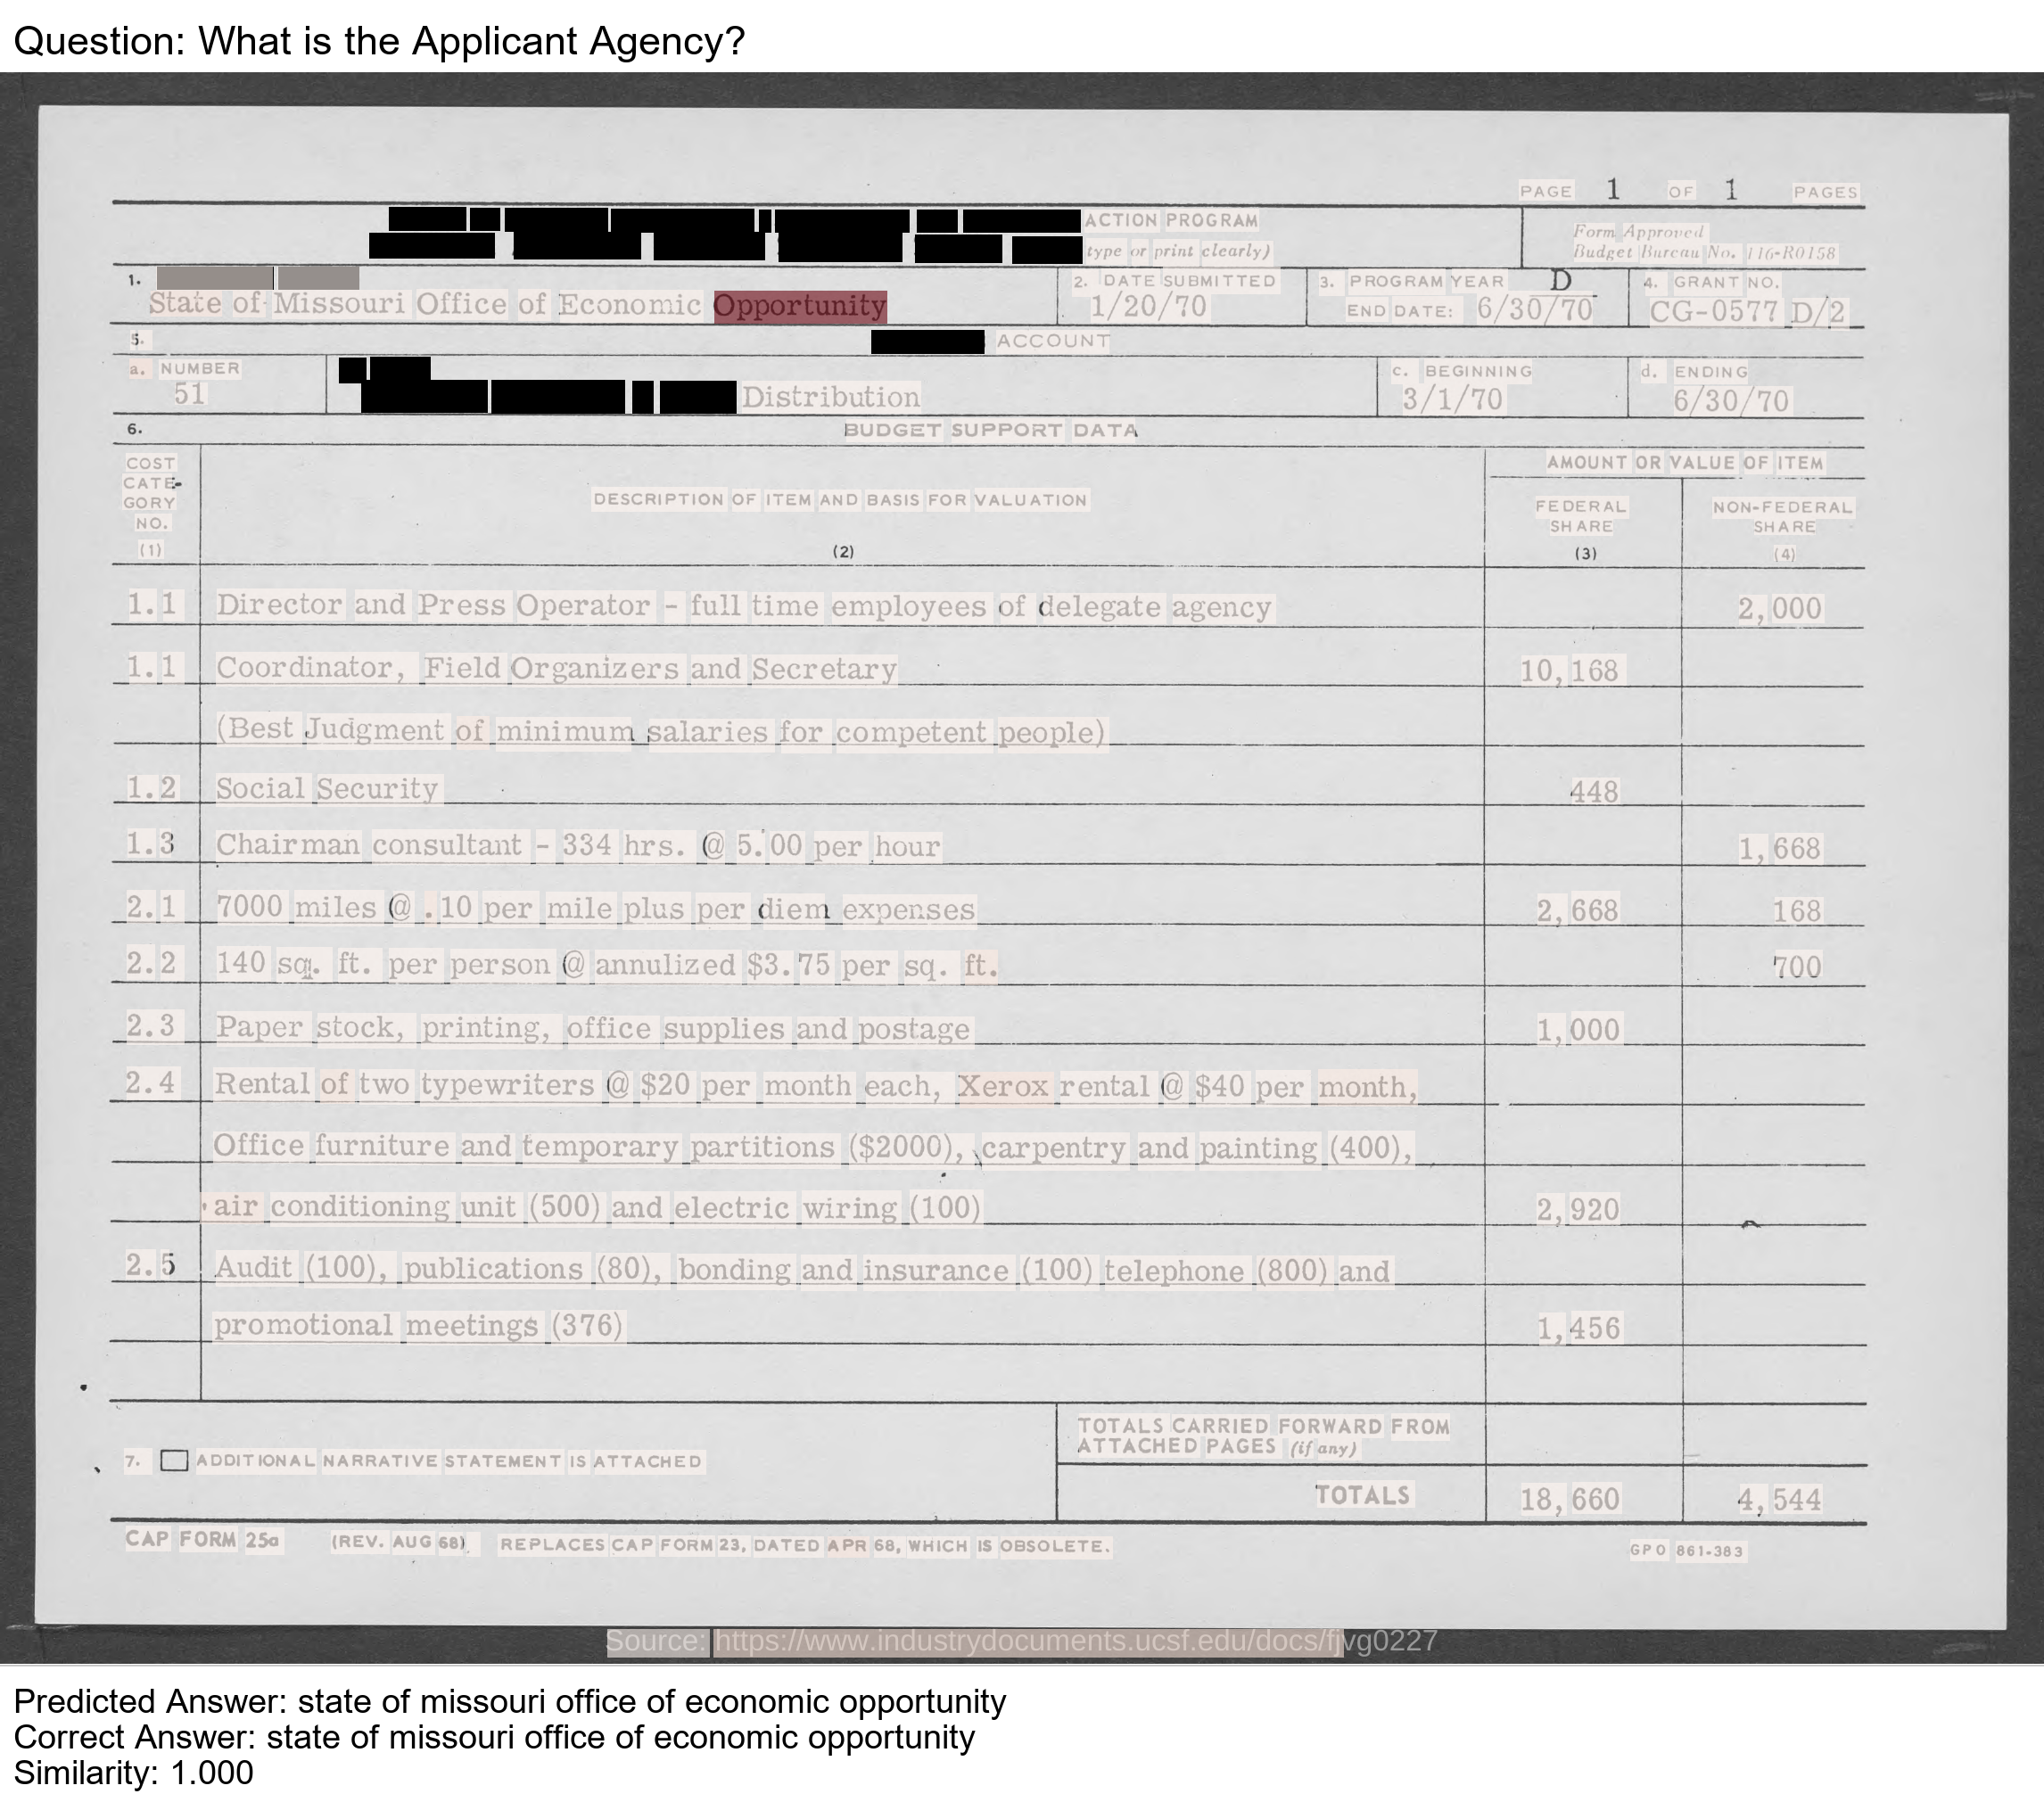 Question: What is the Applicant Agency?
PAGE 1 OF 1 PAGES
ACTION PROGRAM
type or print clearly)
Form Approved
Budget Bureau No. 116-R0158
1.
State of Missouri Office of Economic Opportunity
2. DATE SUBMITTED
1/20/70
3. PROGRAM YEAR D
END DATE: 6/30/70
4. GRANT NO.
CG-0577 D/2
5.
ACCOUNT
a. NUMBER
51
Distribution
c. BEGINNING
3/1/70
d. ENDING
6/30/70
6.
BUDGET SUPPORT DATA
COST
CATE-
GORY
NO.
(1)
DESCRIPTION OF ITEM AND BASIS FOR VALUATION
(2)
AMOUNT OR VALUE OF ITEM
FEDERAL
SHARE
(3)
NON-FEDERAL
SHARE
(4)
1.1 Director and Press Operator - full time employees of delegate agency 2,000
1.1 Coordinator, Field Organizers and Secretary 10,168
(Best Judgment of minimum salaries for competent people)
1.2 Social Security 448
1.3 Chairman consultant - 334 hrs. @ 5.00 per hour 1,668
2.1 7000 miles @ .10 per mile plus per diem expenses 2,668 168
2.2 140 sq. ft. per person @ annulized $3.75 per sq. ft. 700
2.3 Paper stock, printing, office supplies and postage 1,000
2.4 Rental of two typewriters @ $20 per month each, Xerox rental @ $40 per month,
Office furniture and temporary partitions ($2000), carpentry and painting (400),
air conditioning unit (500) and electric wiring (100) 2,920
2.5 Audit (100), publications (80), bonding and insurance (100) telephone (800) and
promotional meetings (376) 1,456
7. ADDITIONAL NARRATIVE STATEMENT IS ATTACHED
TOTALS CARRIED FORWARD FROM
ATTACHED PAGES (if any)
TOTALS 18,660 4,544
CAP FORM 25a (REV. AUG 68) REPLACES CAP FORM 23, DATED APR 68, WHICH IS OBSOLETE. GPO 861-383
Source: https://www.industrydocuments.ucsf.edu/docs/fjvg0227
Predicted Answer: state of missouri office of economic opportunity
Correct Answer: state of missouri office of economic opportunity
Similarity: 1.000